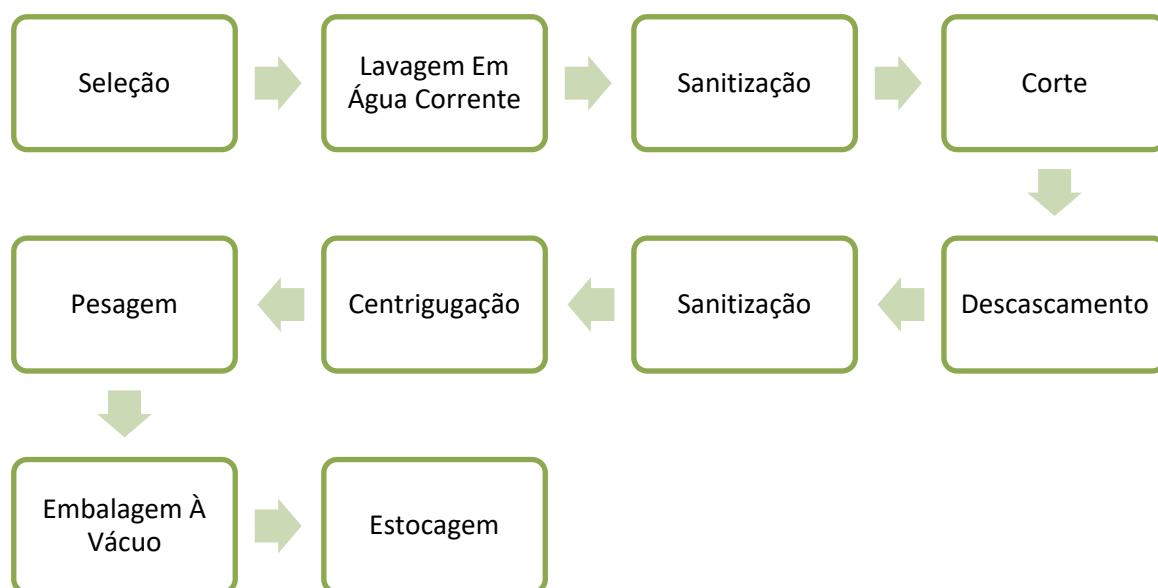 Seleção
Lavagem Em
Água Corrente
Sanitização
Corte
Descascamento
Sanitização
Centrigugação
Pesagem
Embalagem À
Vácuo
Estocagem